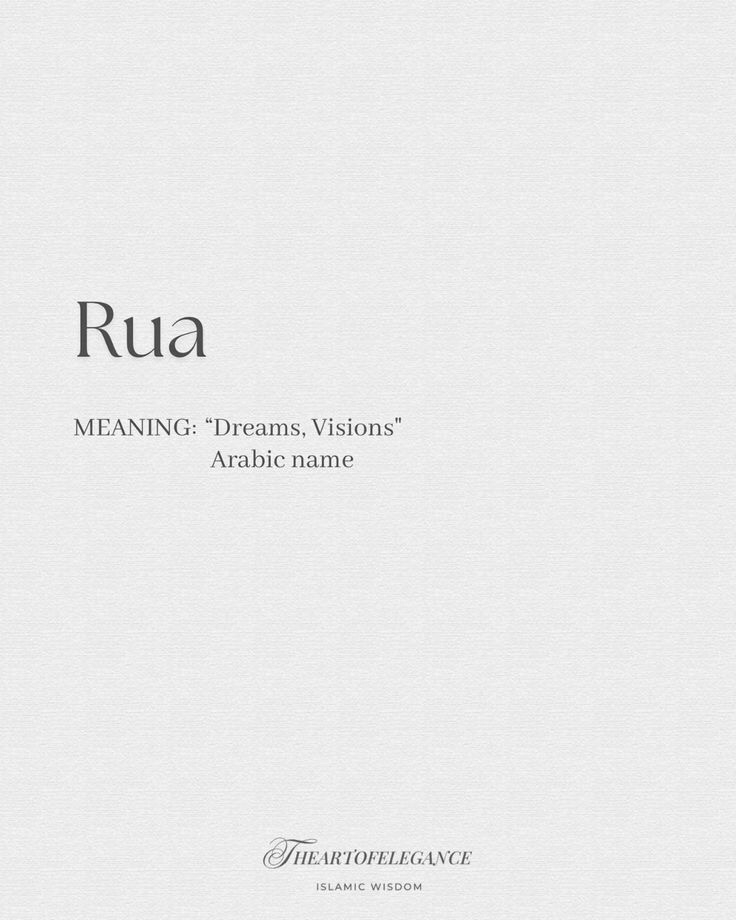 Rua
MEANING: “Dreams, Visions"
Arabic name
THEARTOFELEGANCE
ISLAMIC WISDOM